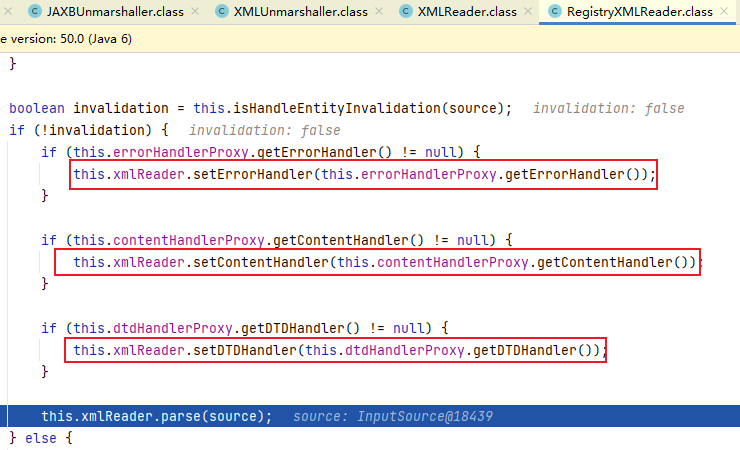 JAXBUnmarshaller.class × XMLUnmarshaller.class × XMLReader.class × RegistryXMLReader.class ×
e version: 50.0 (Java 6)
}
boolean invalidation = this.isHandleEntityInvalidation(source); invalidation: false
if (!invalidation) { invalidation: false
if (this.errorHandlerProxy.getErrorHandler() != null) {
this.xmlReader.setErrorHandler(this.errorHandlerProxy.getErrorHandler());
}
if (this.contentHandlerProxy.getContentHandler() != null) {
this.xmlReader.setContentHandler(this.contentHandlerProxy.getContentHandler());
}
if (this.dtdHandlerProxy.getDTDHandler() != null) {
this.xmlReader.setDTDHandler(this.dtdHandlerProxy.getDTDHandler());
}
this.xmlReader.parse(source); source: InputSource@18439
} else {